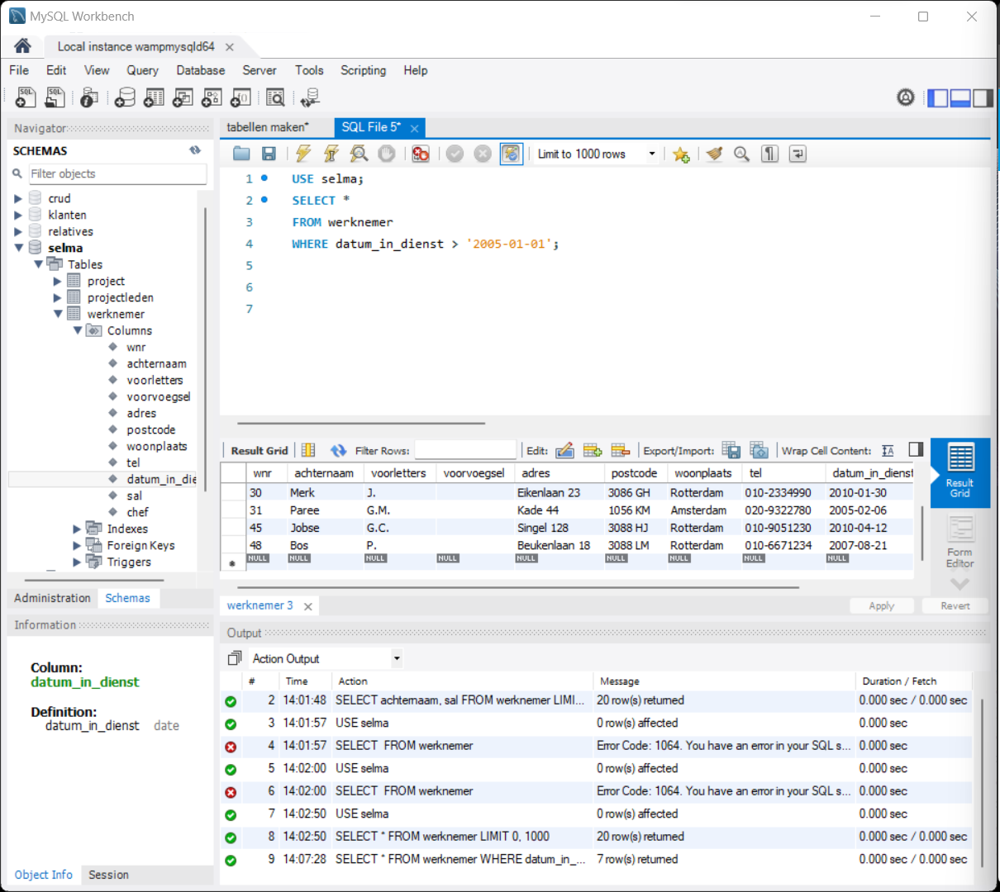 MySQL Workbench
Local instance wampmysqld64
File Edit View Query Database Server Tools Scripting Help
Navigator
SCHEMAS
Filter objects
crud
klanten
relatives
selma
Tables
project
projectleden
werknemer
Columns
wnr
achternaam
voorletters
voorvoegsel
adres
postcode
woonplaats
tel
datum_in_die
sal
chef
Indexes
Foreign Keys
Triggers
Administration Schemas
Information
Column:
datum_in_dienst
Definition:
datum_in_dienst date
Object Info Session
tabellen maken* SQL File 5*
Limit to 1000 rows
1 USE selma;
2 SELECT *
3 FROM werknemer
4 WHERE datum_in_dienst > '2005-01-01';
5
6
7
Result Grid Filter Rows: Edit: Export/Import: Wrap Cell Content:
wnr achternaam voorletters voorvoegsel adres postcode woonplaats tel datum_in_dienst
30 Merk J. Eikenlaan 23 3086 GH Rotterdam 010-2334990 2010-01-30
31 Paree G.M. Kade 44 1056 KM Amsterdam 020-9322780 2005-02-06
45 Jobse G.C. Singel 128 3088 HJ Rotterdam 010-9051230 2010-04-12
48 Bos P. Beukenlaan 18 3088 LM Rotterdam 010-6671234 2007-08-21
NULL NULL NULL NULL NULL NULL NULL NULL NULL
Result
Grid
Form
Editor
werknemer 3
Apply Revert
Output
Action Output
# Time Action Message Duration / Fetch
2 14:01:48 SELECT achternaam, sal FROM werknemer LIMI... 20 row(s) returned 0.000 sec / 0.000 sec
3 14:01:57 USE selma 0 row(s) affected 0.000 sec
4 14:01:57 SELECT FROM werknemer Error Code: 1064. You have an error in your SQL s... 0.000 sec
5 14:02:00 USE selma 0 row(s) affected 0.000 sec
6 14:02:00 SELECT FROM werknemer Error Code: 1064. You have an error in your SQL s... 0.000 sec
7 14:02:50 USE selma 0 row(s) affected 0.000 sec
8 14:02:50 SELECT * FROM werknemer LIMIT 0, 1000 20 row(s) returned 0.000 sec / 0.000 sec
9 14:07:28 SELECT * FROM werknemer WHERE datum_in_... 7 row(s) returned 0.000 sec / 0.000 sec